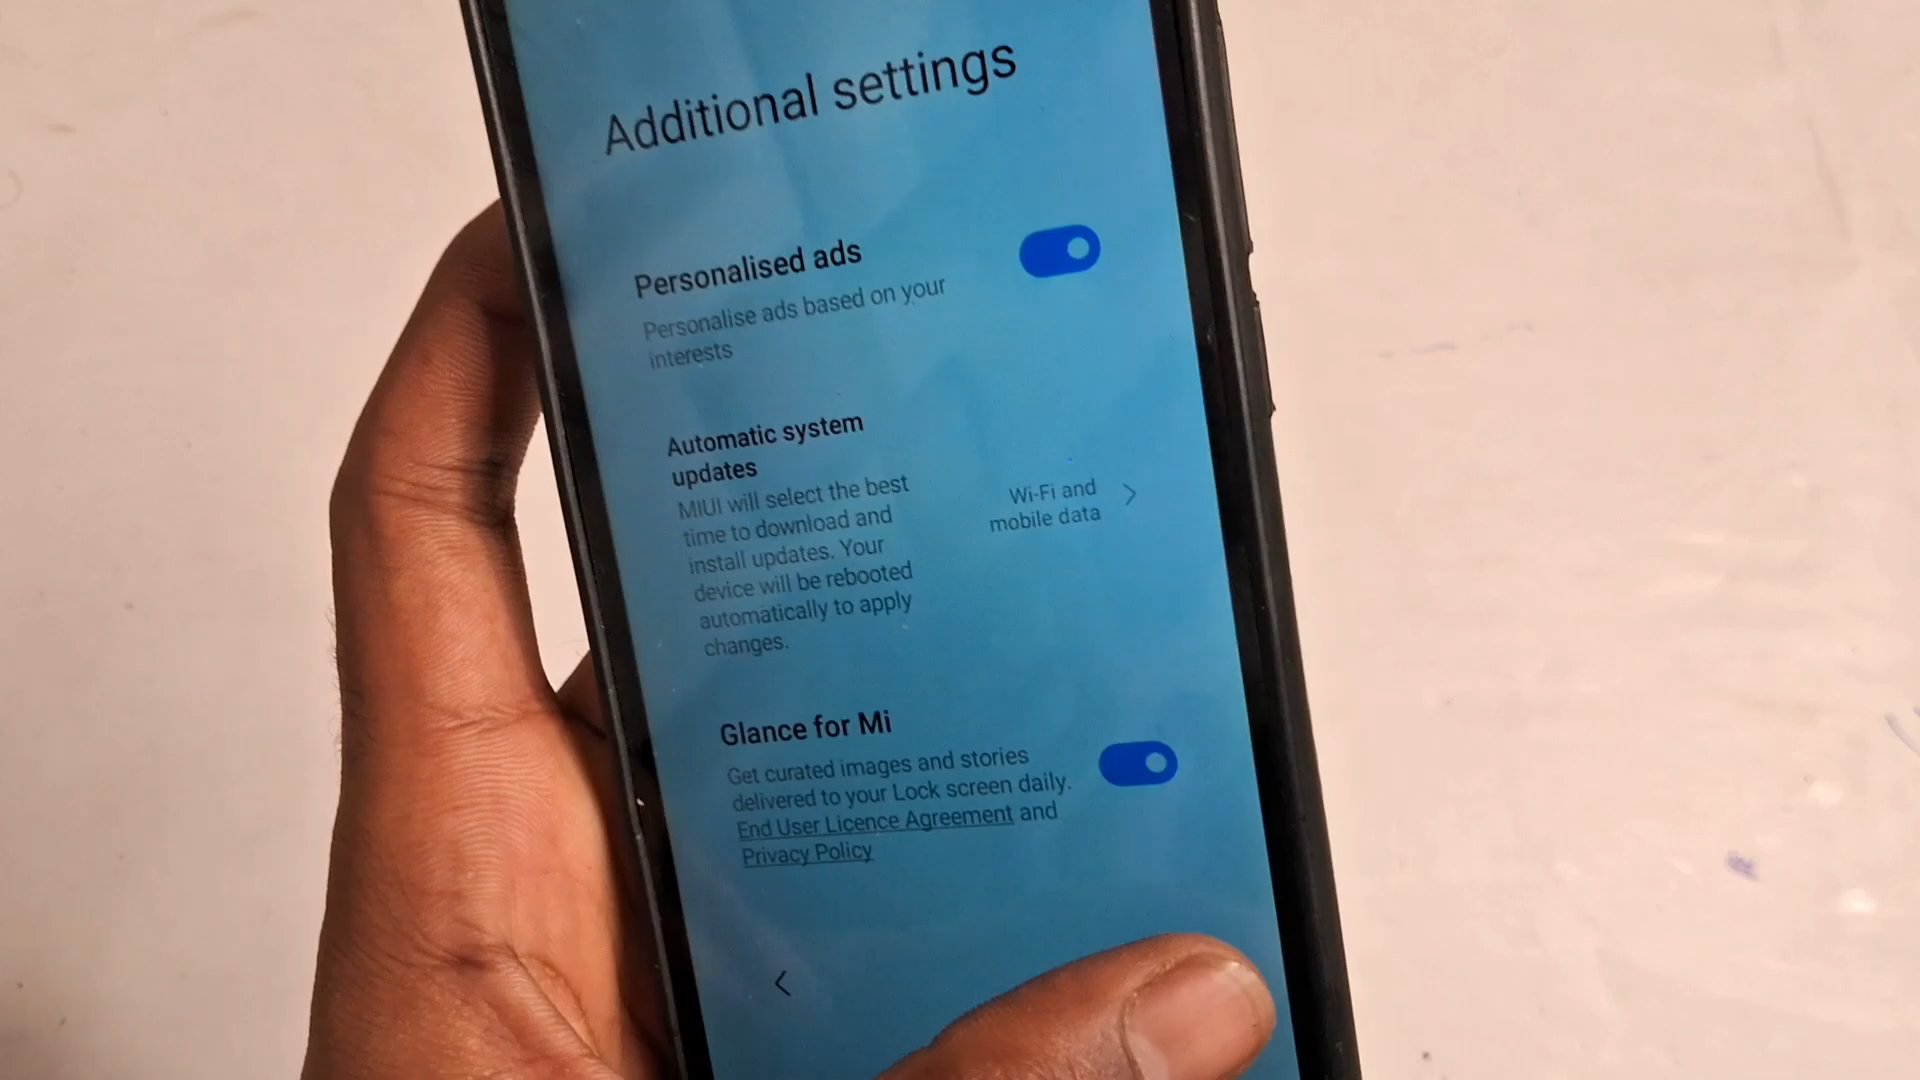 Additional settings
Personalised ads
Personalise ads based on your
interests
Automatic system
updates
MIUI will select the best
time to download and
install updates. Your
device will be rebooted
automatically to apply
changes.
Wi-Fi and
mobile data
Glance for Mi
Get curated images and stories
delivered to your Lock screen daily.
End User Licence Agreement and
Privacy Policy